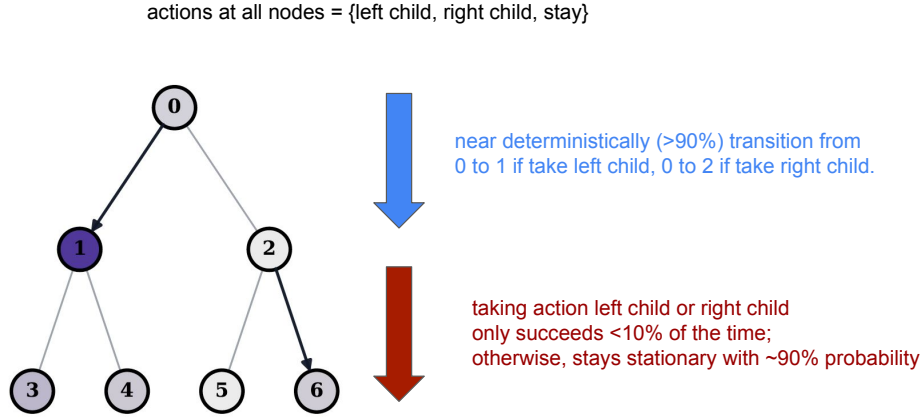 actions at all nodes = {left child, right child, stay}
0
near deterministically (>90%) transition from
0 to 1 if take left child, 0 to 2 if take right child.
1
2
taking action left child or right child
only succeeds <10% of the time;
otherwise, stays stationary with ~90% probability
3
4
5
6